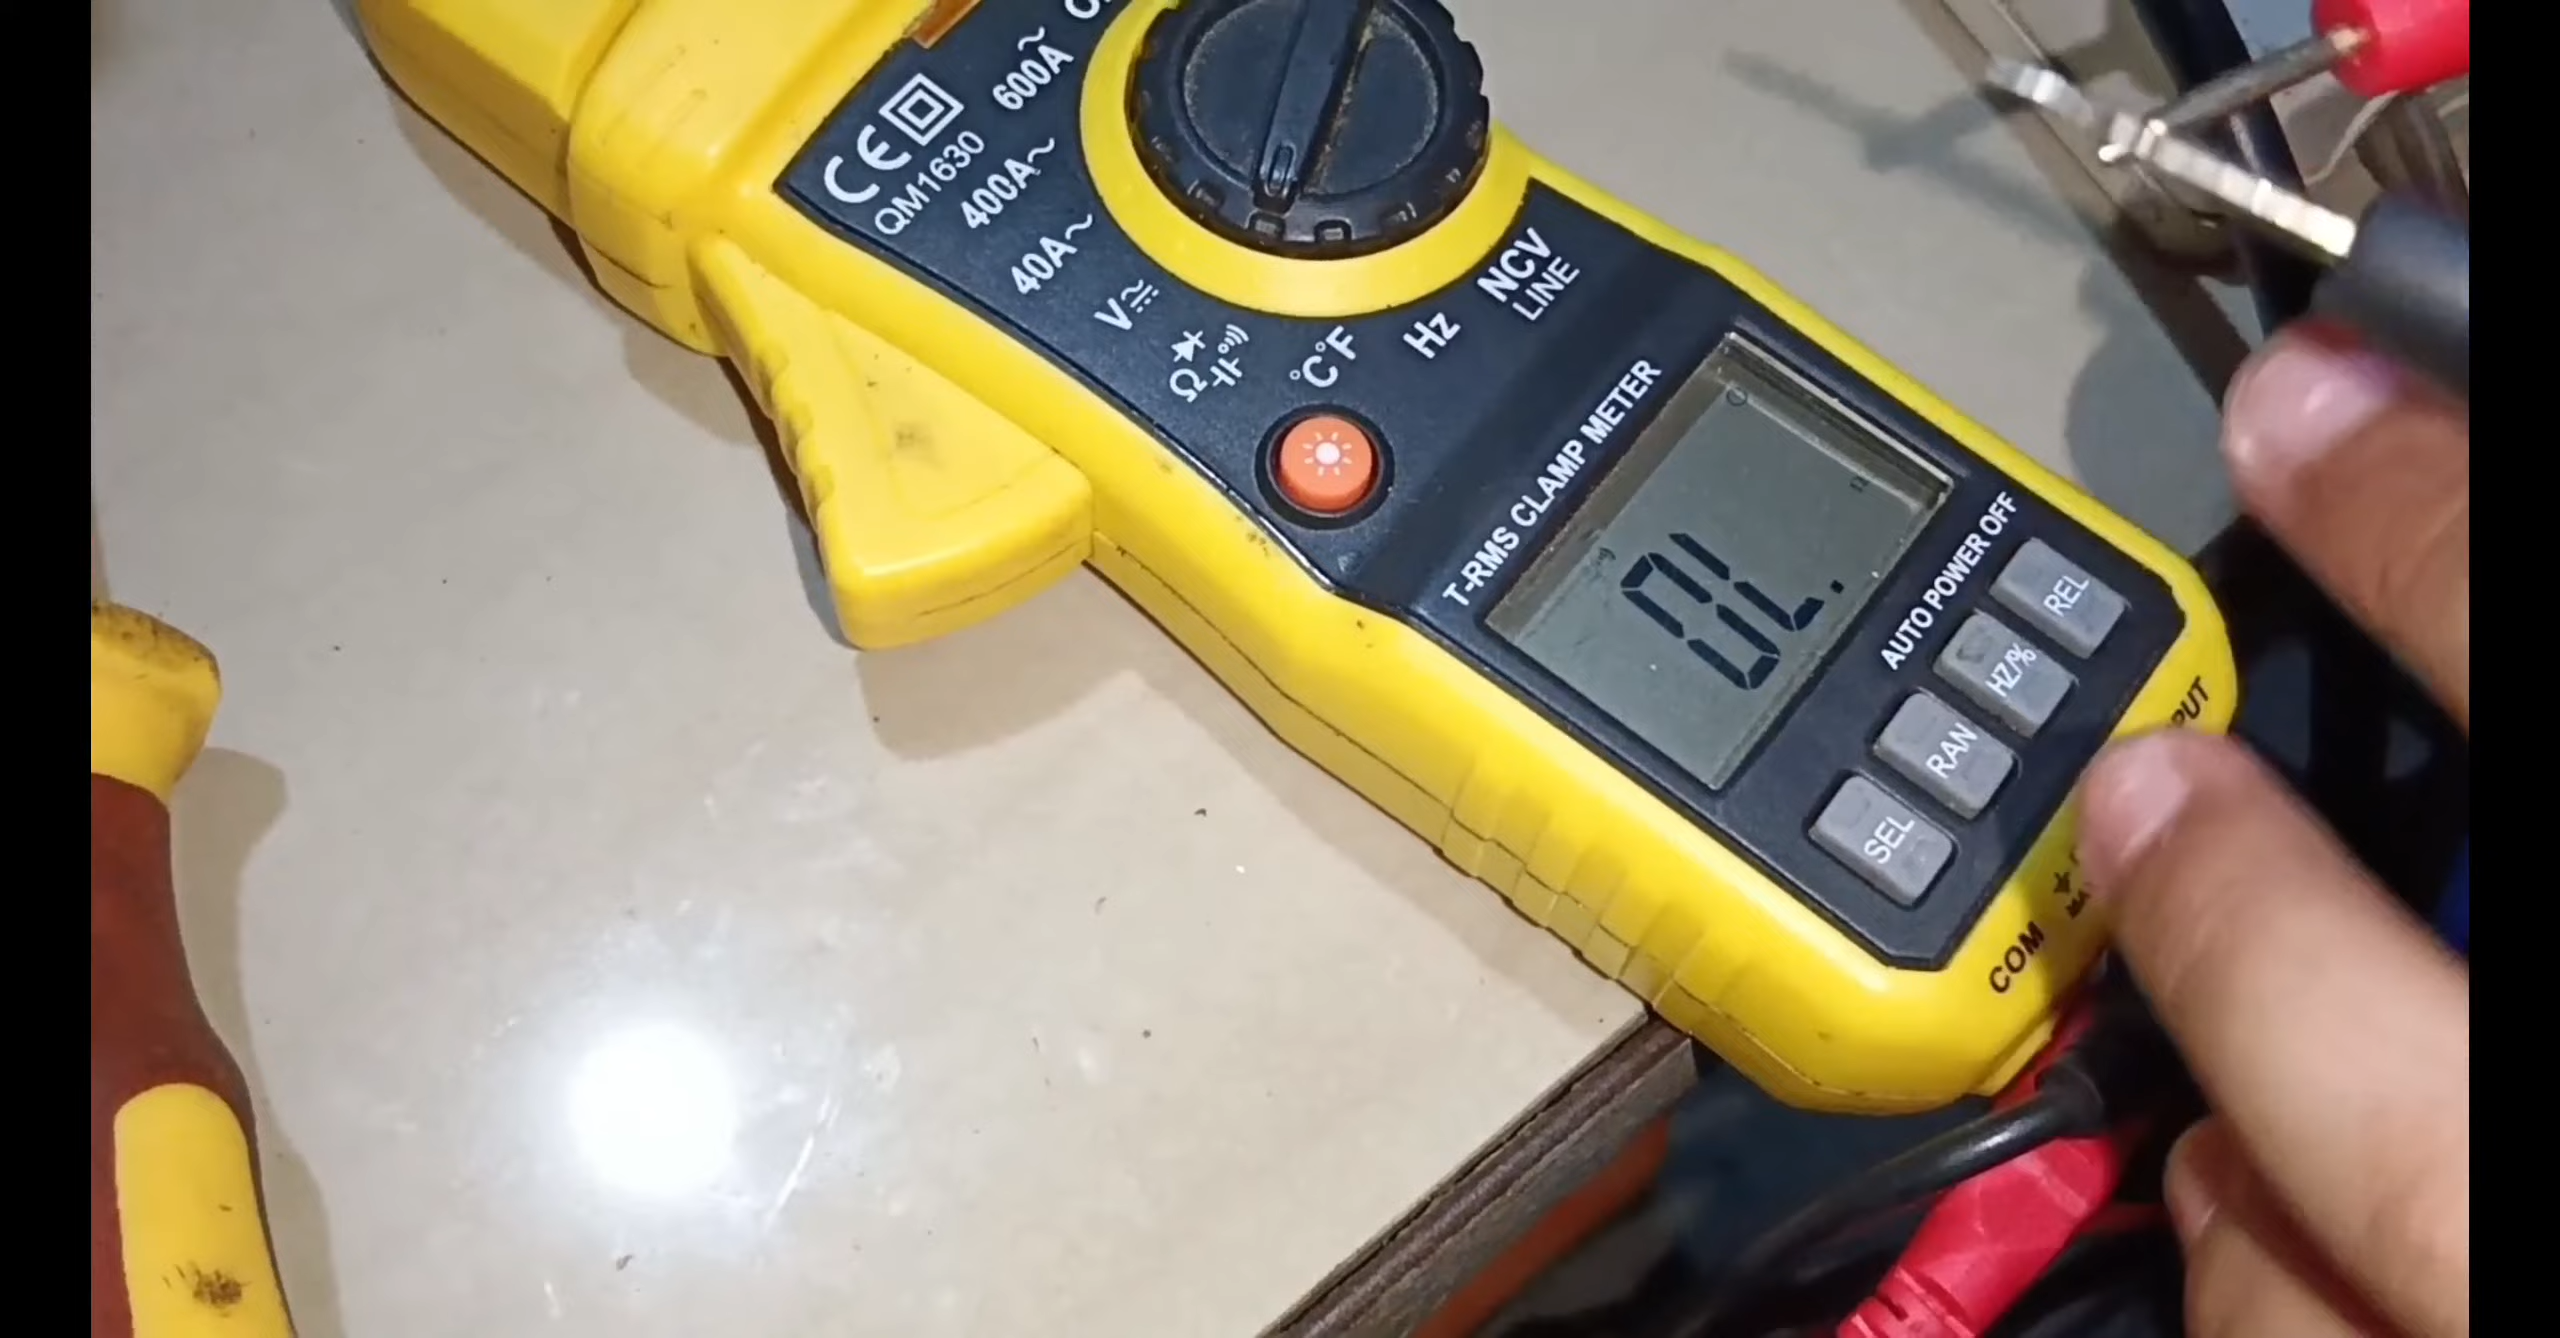 600A~
400A~
40A~
V
Ω
°C°F
Hz
NCV
LINE
CE
QM1630
T-RMS CLAMP METER
0L.
Ω
AUTO POWER OFF
REL
HZ/%
RAN
SEL
COM